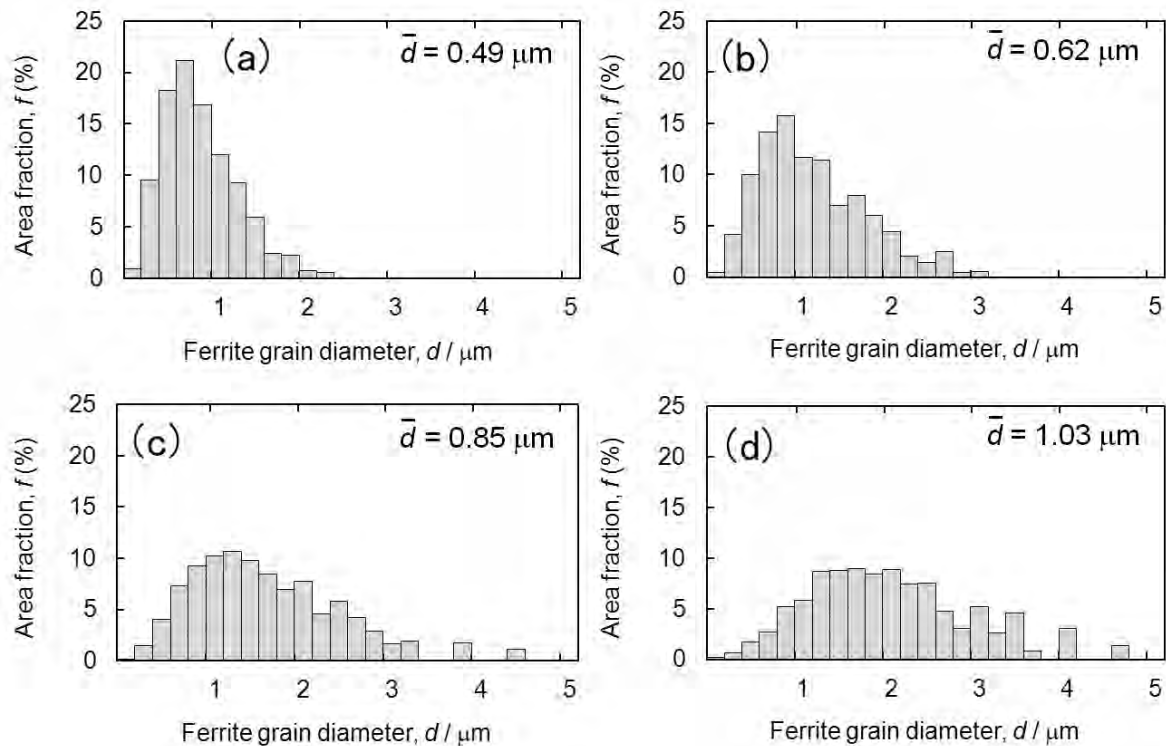 25
20
15
10
5
0
Area fraction, f (%)
(a)
d̄ = 0.49 μm
1 2 3 4 5
Ferrite grain diameter, d / μm
25
20
15
10
5
0
Area fraction, f (%)
(b)
d̄ = 0.62 μm
1 2 3 4 5
Ferrite grain diameter, d / μm
25
20
15
10
5
0
Area fraction, f (%)
(c)
d̄ = 0.85 μm
1 2 3 4 5
Ferrite grain diameter, d / μm
25
20
15
10
5
0
Area fraction, f (%)
(d)
d̄ = 1.03 μm
1 2 3 4 5
Ferrite grain diameter, d / μm